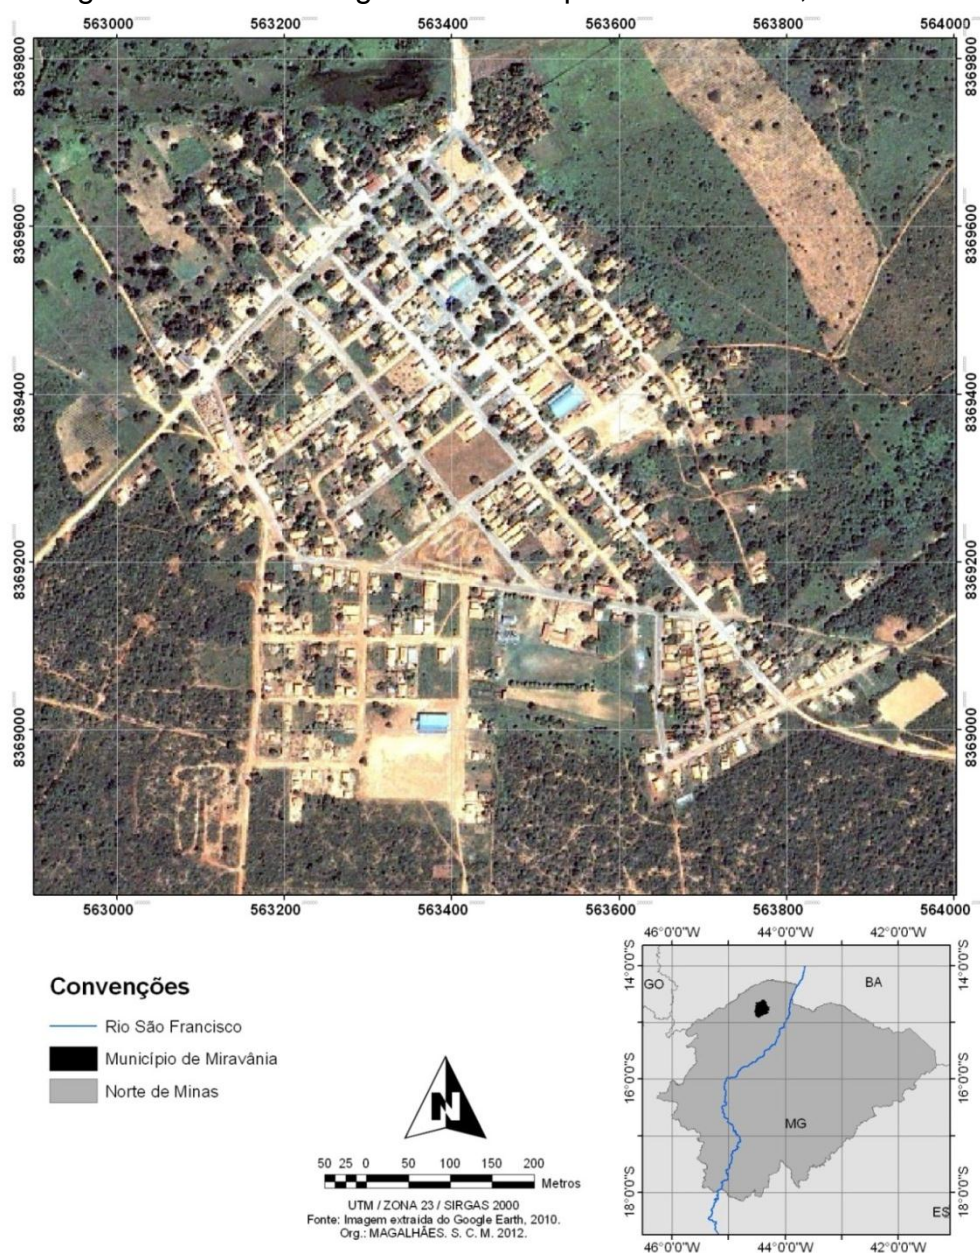 563000 563200 563400 563600 563800 564000
8369800 8369800
8369600 8369600
8369400 8369400
8369200 8369200
8369000 8369000
563000 563200 563400 563600 563800 564000
Convenções
Rio São Francisco
Município de Miravânia
Norte de Minas
N
50 25 0 50 100 150 200
Metros
UTM / ZONA 23 / SIRGAS 2000
Fonte: Imagem extraida do Google Earth, 2010.
Org.: MAGALHÃES. S. C. M. 2012.
46°0'0"W 44°0'0"W 42°0'0"W
14°0'0"S 14°0'0"S
GO BA
16°0'0"S 16°0'0"S
MG
18°0'0"S 18°0'0"S
ES
46°0'0"W 44°0'0"W 42°0'0"W